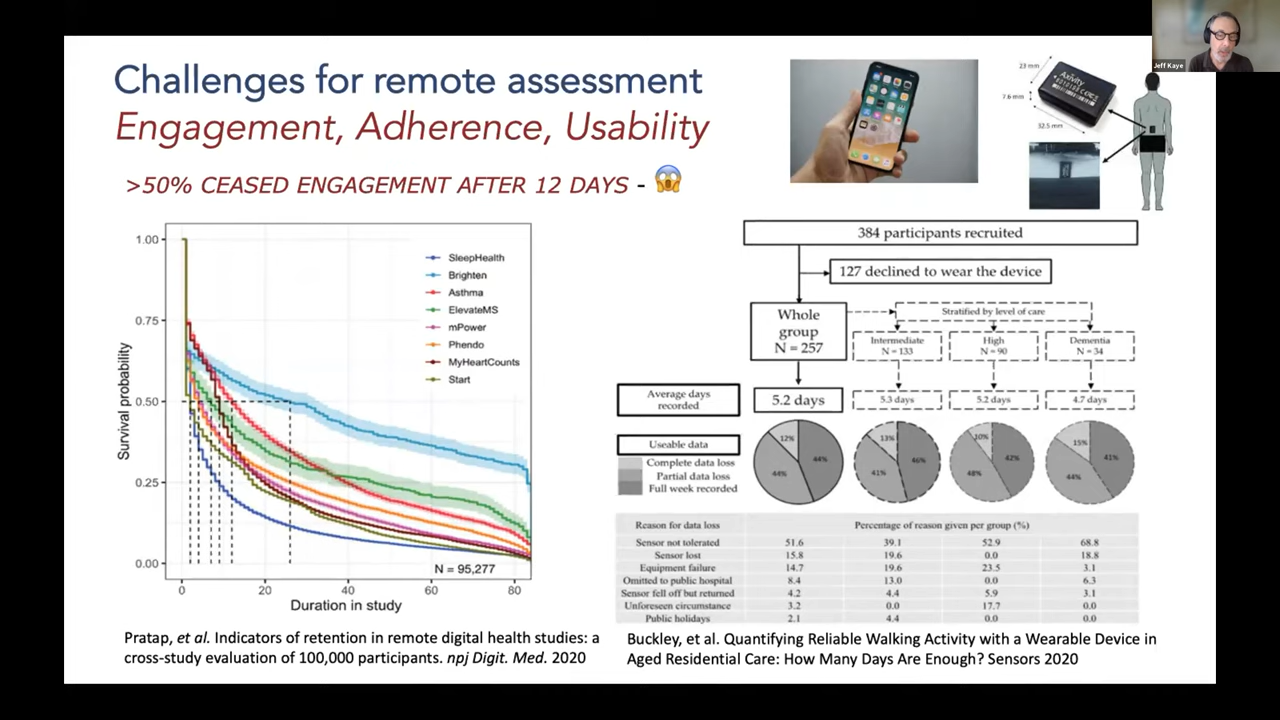 Jeff Kaye
Challenges for remote assessment
Engagement, Adherence, Usability
>50% CEASED ENGAGEMENT AFTER 12 DAYS - 😱
23 mm
7.6 mm
32.5 mm
Axivity
1.00
0.75
0.50
0.25
0.00
Survival probability
SleepHealth
Brighten
Asthma
ElevateMS
mPower
Phendo
MyHeartCounts
Start
N = 95,277
0 20 40 60 80
Duration in study
Pratap, et al. Indicators of retention in remote digital health studies: a
cross-study evaluation of 100,000 participants. npj Digit. Med. 2020
384 participants recruited
127 declined to wear the device
Whole
group
N = 257
Stratified by level of care
Intermediate
N = 133
High
N = 90
Dementia
N = 34
Average days
recorded
5.2 days
5.3 days
5.2 days
4.7 days
Useable data
Complete data loss
Partial data loss
Full week recorded
12% 44% 44%
13% 46% 41%
10% 42% 48%
15% 41% 44%
Reason for data loss Percentage of reason given per group (%)
Sensor not tolerated 51.6 39.1 52.9 68.8
Sensor lost 15.8 19.6 0.0 18.8
Equipment failure 14.7 19.6 23.5 3.1
Omitted to public hospital 8.4 13.0 0.0 6.3
Sensor fell off but returned 4.2 4.4 5.9 3.1
Unforeseen circumstance 3.2 0.0 17.7 0.0
Public holidays 2.1 4.4 0.0 0.0
Buckley, et al. Quantifying Reliable Walking Activity with a Wearable Device in
Aged Residential Care: How Many Days Are Enough? Sensors 2020